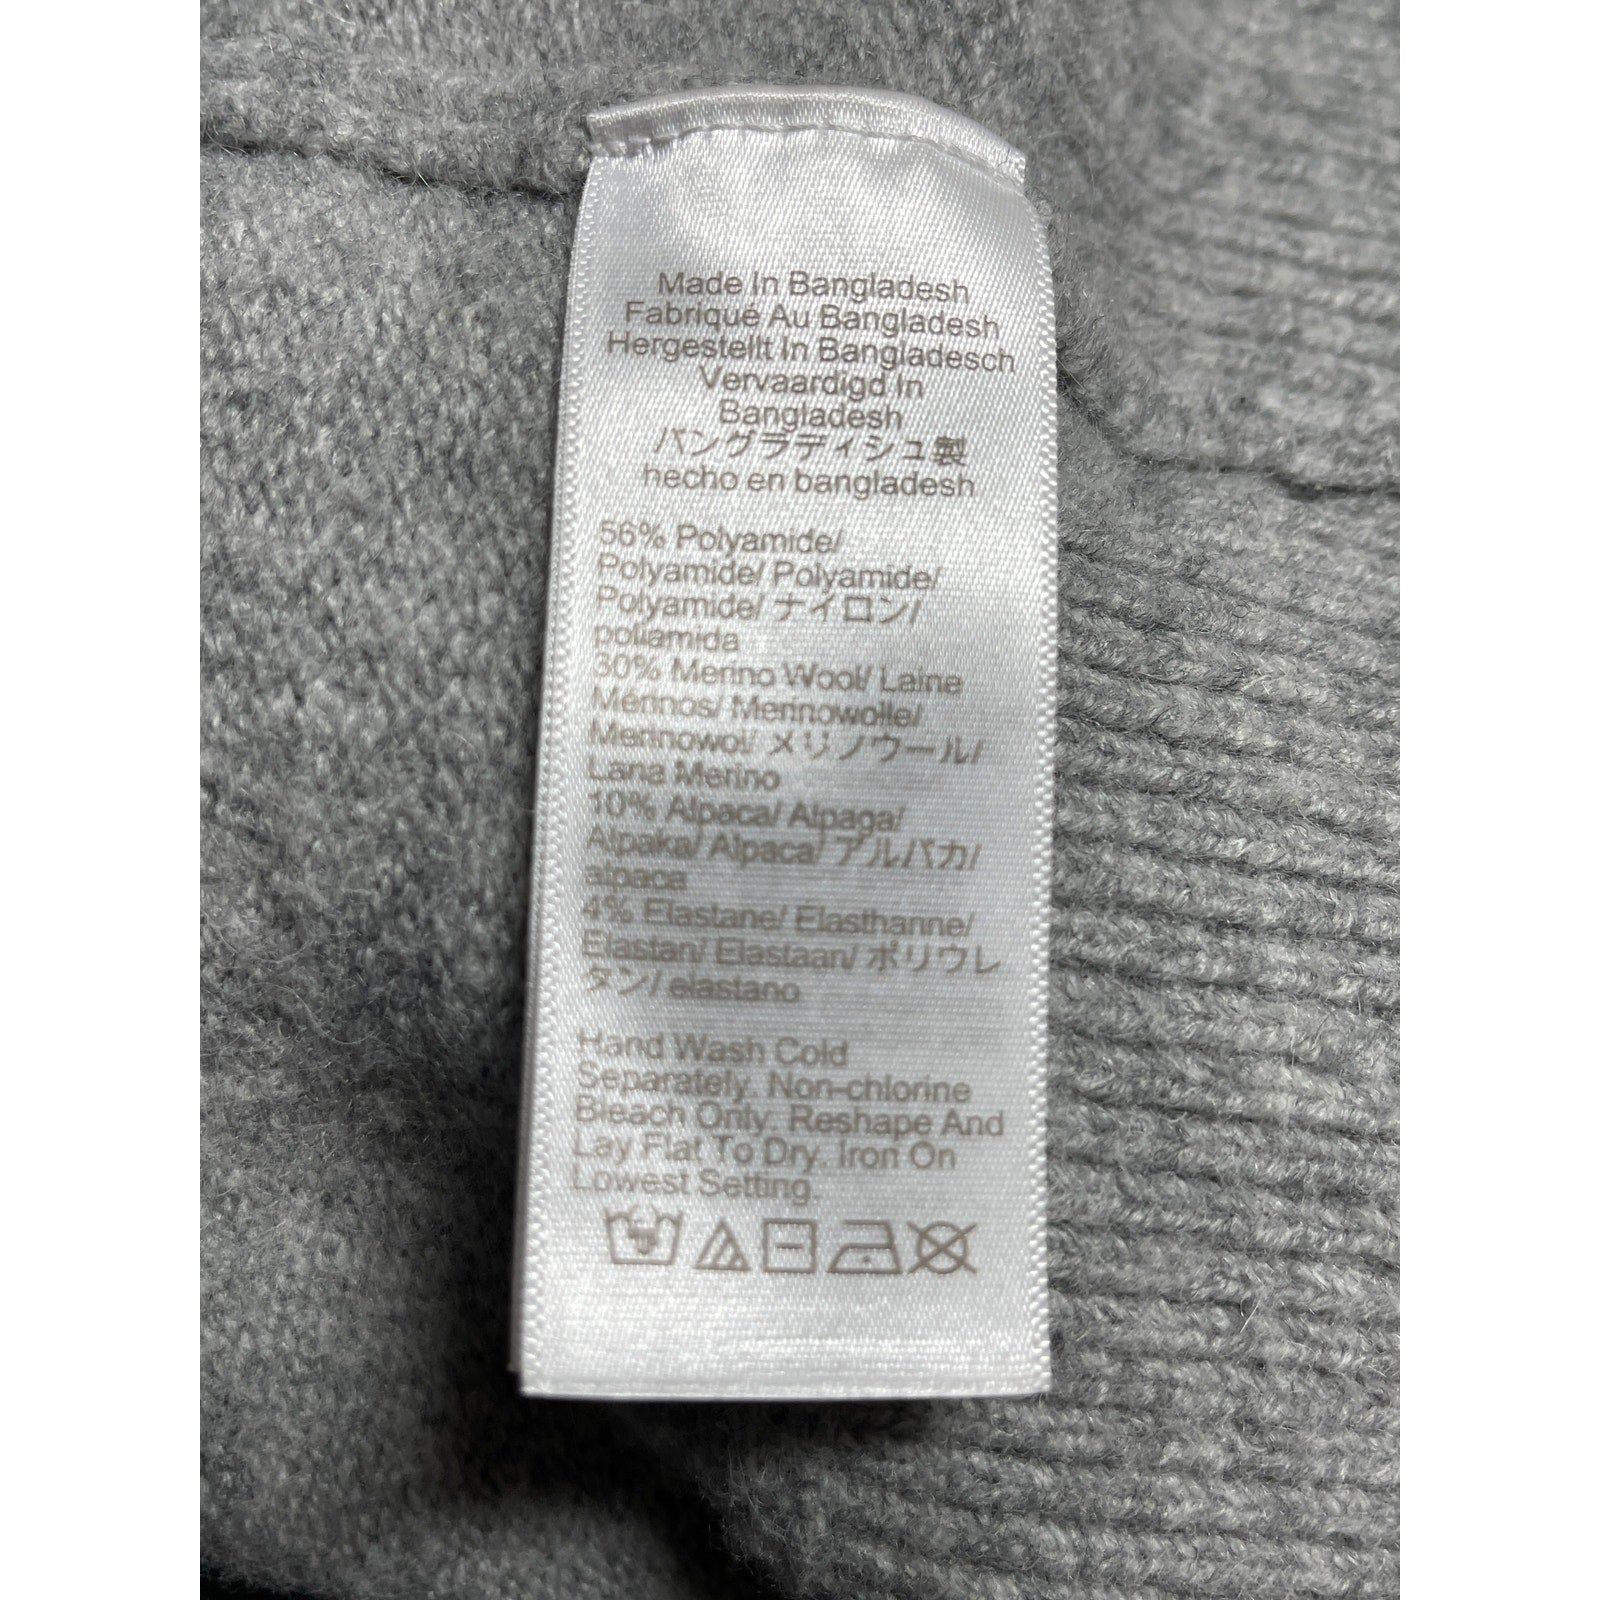 Made In Bangladesh
Fabriqué Au Bangladesh
Hergestellt In Bangladesch
Vervaardigd In
Bangladesh
バングラディシュ製
hecho en bangladesh
56% Polyamide/
Polyamide/ Polyamide/
Polyamide/ ナイロン/
poliamida
30% Merino Wool/ Laine
Merinos/ Merinowolle/
Merinowol/ メリノウール/
Lana Merino
10% Alpaca/ Alpaga/
Alpaka/ Alpaca/ アルパカ/
alpaca
4% Elastane/ Elasthanne/
Elastan/ Elastaan/ ポリウレ
タン/ elastano
Hand Wash Cold
Separately. Non-chlorine
Bleach Only. Reshape And
Lay Flat To Dry. Iron On
Lowest Setting.